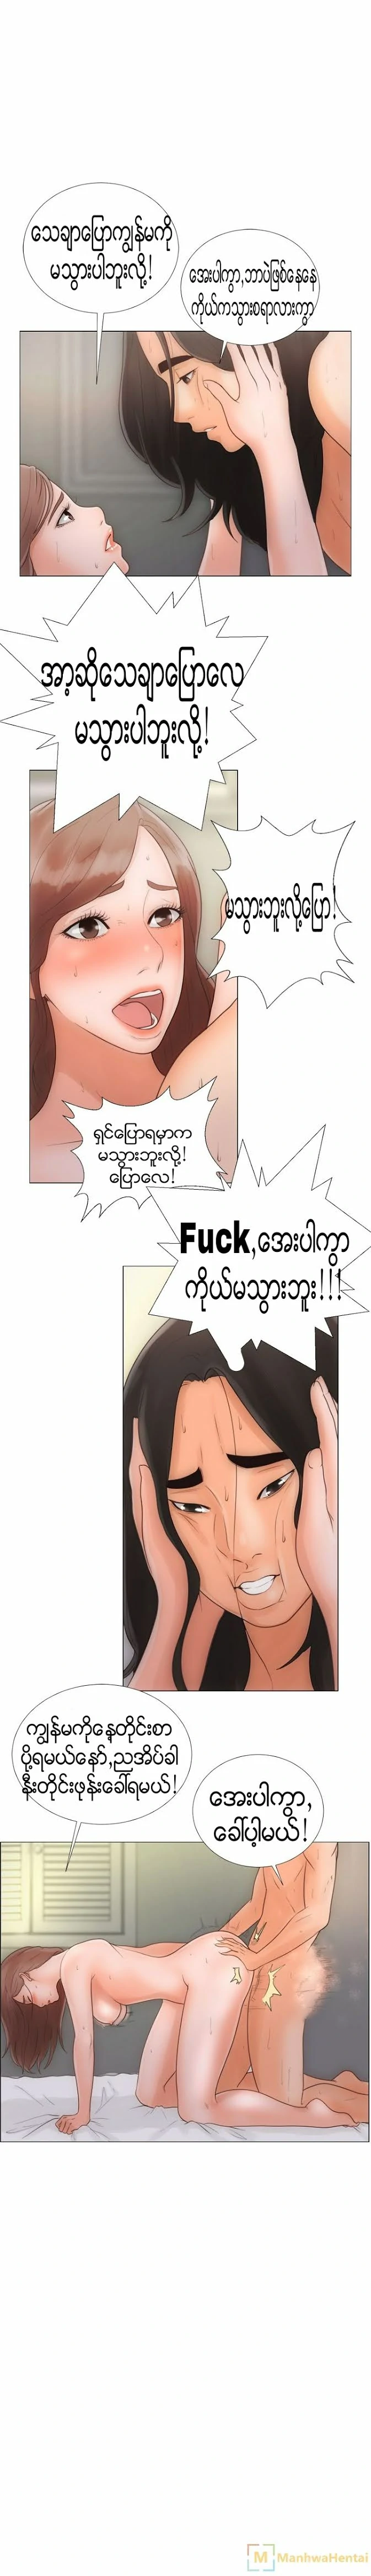 သေချာပြောကျွန်မကို
မသွားပါဘူးလို့!
အေးပါကွာ,ဘာပဲဖြစ်နေနေ
ကိုယ်ကသွားစရာလားကွာ
အာ့ဆိုသေချာပြောလေ
မသွားပါဘူးလို့!
မသွားဘူးလို့ပြော!
ရှင်ပြောရမှာက
မသွားဘူးလို့!
ပြောလေ!
Fuck,အေးပါကွာ
ကိုယ်မသွားဘူး!!!
ကျွန်မကိုနေ့တိုင်းစာ
ပို့ရမယ်နော်,ညအိပ်ခါ
နီးတိုင်းဖုန်းခေါ်ရမယ်!
အေးပါကွာ,
ခေါ်ပါ့မယ်!
M ManhwaHentai